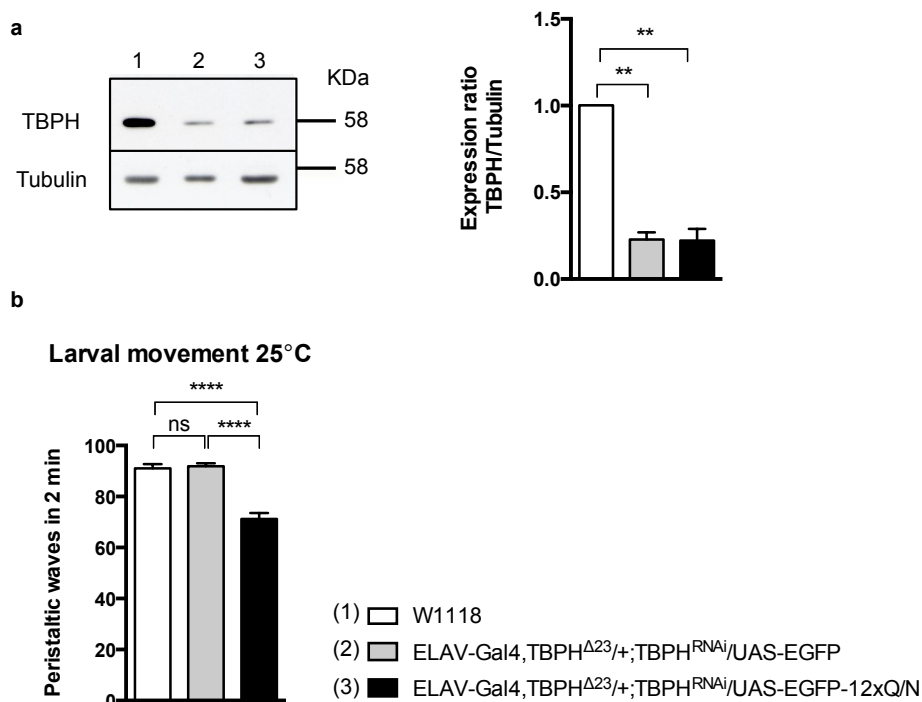 a
1 2 3
KDa
TBPH
58
Tubulin
58
1.5
1.0
0.5
0.0
Expression ratio
TBPH/Tubulin
**
**
b
Larval movement 25°C
****
ns
****
100
80
60
40
20
0
Peristaltic waves in 2 min
(1) W1118
(2) ELAV-Gal4,TBPHΔ23/+;TBPHRNAi/UAS-EGFP
(3) ELAV-Gal4,TBPHΔ23/+;TBPHRNAi/UAS-EGFP-12xQ/N